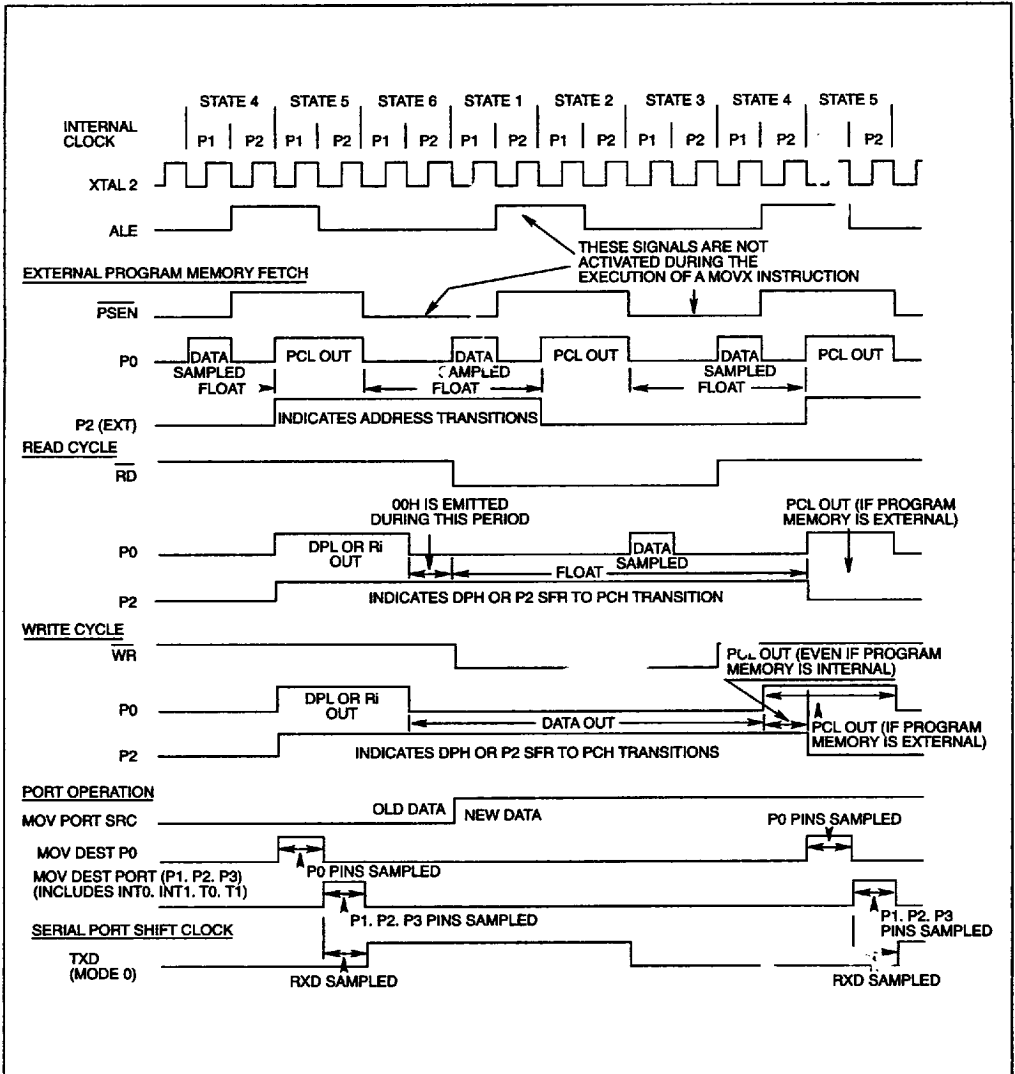 STATE 4 STATE 5 STATE 6 STATE 1 STATE 2 STATE 3 STATE 4 STATE 5
INTERNAL
CLOCK
P1 P2 P1 P2 P1 P2 P1 P2 P1 P2 P1 P2 P1 P2 P2
XTAL 2
ALE
THESE SIGNALS ARE NOT
ACTIVATED DURING THE
EXECUTION OF A MOVX INSTRUCTION
EXTERNAL PROGRAM MEMORY FETCH
PSEN
P0
DATA PCL OUT DATA PCL OUT DATA PCL OUT
SAMPLED AMPLED SAMPLED
FLOAT FLOAT FLOAT
P2 (EXT)
INDICATES ADDRESS TRANSITIONS
READ CYCLE
RD
00H IS EMITTED
DURING THIS PERIOD
PCL OUT (IF PROGRAM
MEMORY IS EXTERNAL)
P0
DPL OR Ri
OUT
DATA
SAMPLED
FLOAT
P2
INDICATES DPH OR P2 SFR TO PCH TRANSITION
WRITE CYCLE
WR
PCL OUT (EVEN IF PROGRAM
MEMORY IS INTERNAL)
P0
DPL OR Ri
OUT
DATA OUT
PCL OUT (IF PROGRAM
MEMORY IS EXTERNAL)
P2
INDICATES DPH OR P2 SFR TO PCH TRANSITIONS
PORT OPERATION
MOV PORT SRC
OLD DATA NEW DATA
P0 PINS SAMPLED
MOV DEST P0
P0 PINS SAMPLED
MOV DEST PORT (P1. P2. P3)
(INCLUDES INT0. INT1. T0. T1)
P1. P2. P3 PINS SAMPLED
P1. P2. P3
PINS SAMPLED
SERIAL PORT SHIFT CLOCK
TXD
(MODE 0)
RXD SAMPLED
RXD SAMPLED